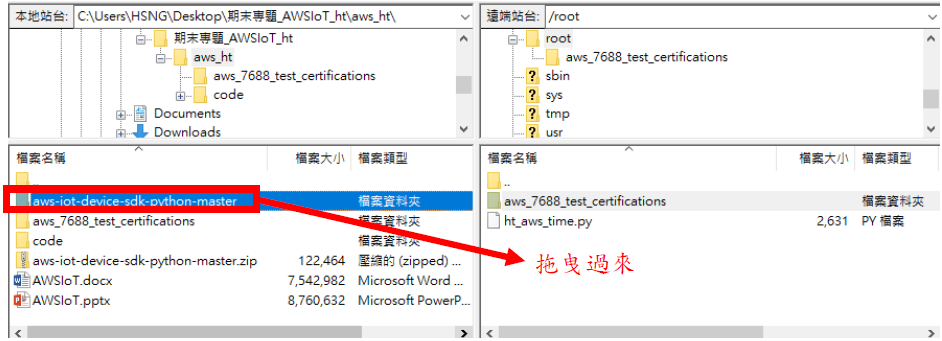 本地站台: C:\Users\HSNG\Desktop\期末專題_AWSIoT_ht\aws_ht\
期末專題_AWSIoT_ht
aws_ht
aws_7688_test_certifications
code
Documents
Downloads
檔案名稱 檔案大小 檔案類型
..
aws-iot-device-sdk-python-master 檔案資料夾
aws_7688_test_certifications 檔案資料夾
code 檔案資料夾
aws-iot-device-sdk-python-master.zip 122,464 壓縮的 (zipped) ...
AWSIoT.docx 7,542,982 Microsoft Word ...
AWSIoT.pptx 8,760,632 Microsoft PowerP...
遠端站台: /root
root
aws_7688_test_certifications
sbin
sys
tmp
usr
檔案名稱 檔案大小 檔案類型
..
aws_7688_test_certifications 檔案資料夾
ht_aws_time.py 2,631 PY 檔案
拖曳過來